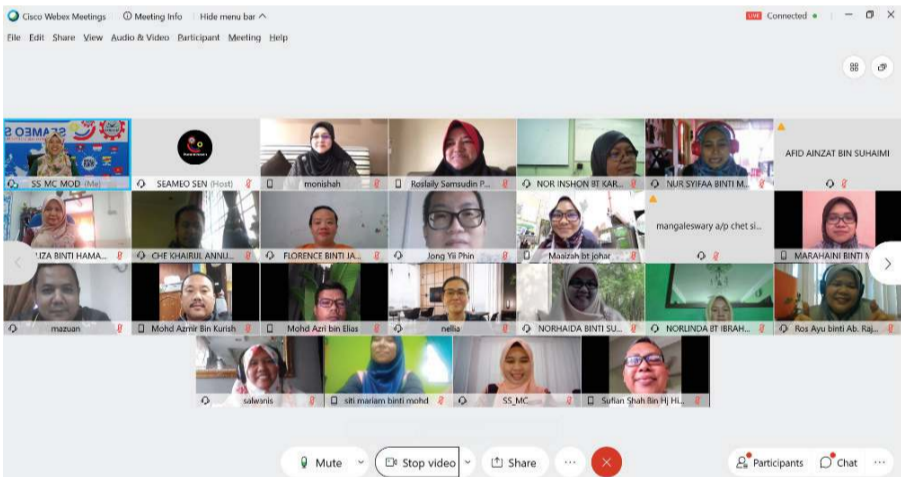 Cisco Webex Meetings Meeting Info Hide menu bar
LIVE Connected
File Edit Share View Audio & Video Participant Meeting Help
SEAMEO S
SS MC MOD (Me)
SEAMEO SEN (Host)
monishah
Roslaily Samsudin P...
NOR INSHON BT KAR...
NUR SYIFAA BINTI M...
AFID AINZAT BIN SUHAIMI
...IZA BINTI HAMA...
CHE KHAIRUL ANNU...
FLORENCE BINTI JA...
Jong Yii Phin
Maaizah bt johar
mangaleswary a/p chet si...
MARAHAINI BINTI
mazuan
Mohd Azmir Bin Kurish
Mohd Azri bin Elias
nellia
NORHAIDA BINTI SU...
NORLINDA BT IBRAH...
Ros Ayu binti Ab. Raj...
salwanis
siti mariam binti mohd
SS_MC
Sufian Shah Bin Hj Hi...
Mute Stop video Share ... Participants Chat ...